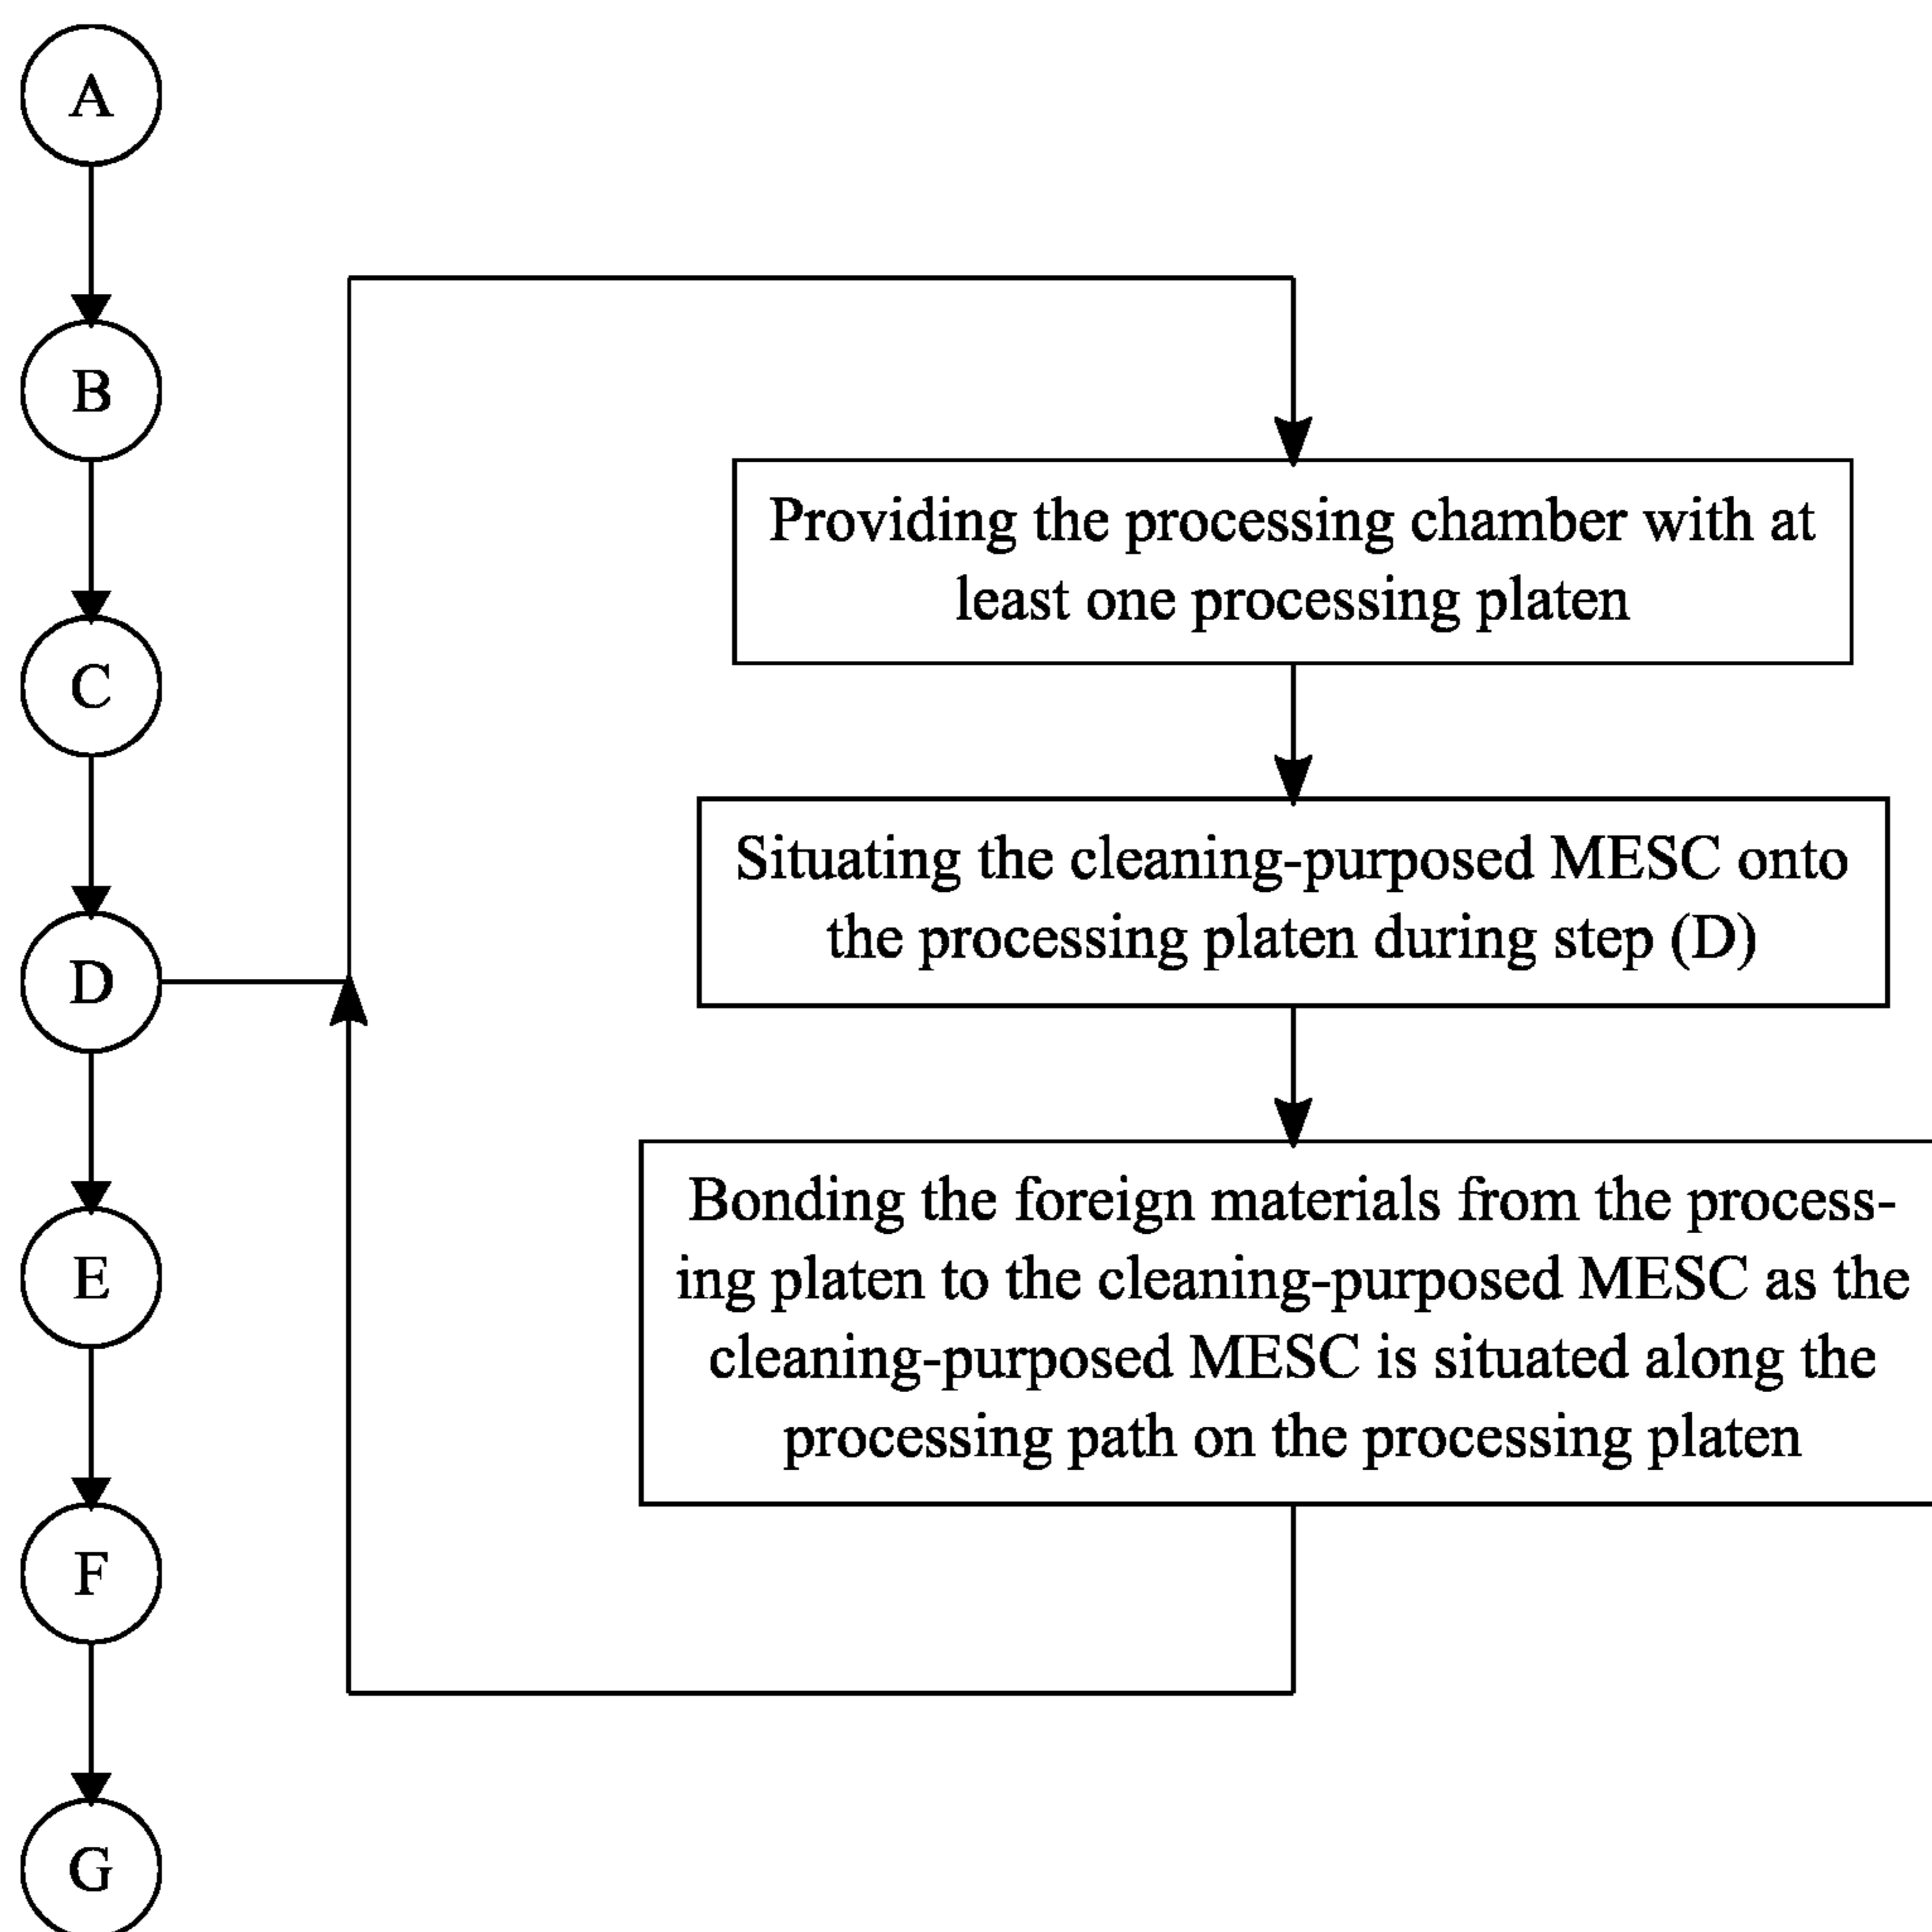 A
B
C
D
E
F
G
Providing the processing chamber with at
least one processing platen
Situating the cleaning-purposed MESC onto
the processing platen during step (D)
Bonding the foreign materials from the process-
ing platen to the cleaning-purposed MESC as the
cleaning-purposed MESC is situated along the
processing path on the processing platen